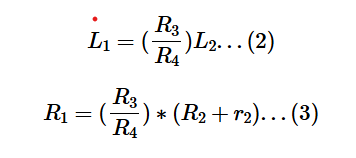 L₁ = (R₃/R₄)L₂...(2)
R₁ = (R₃/R₄) * (R₂ + r₂)...(3)